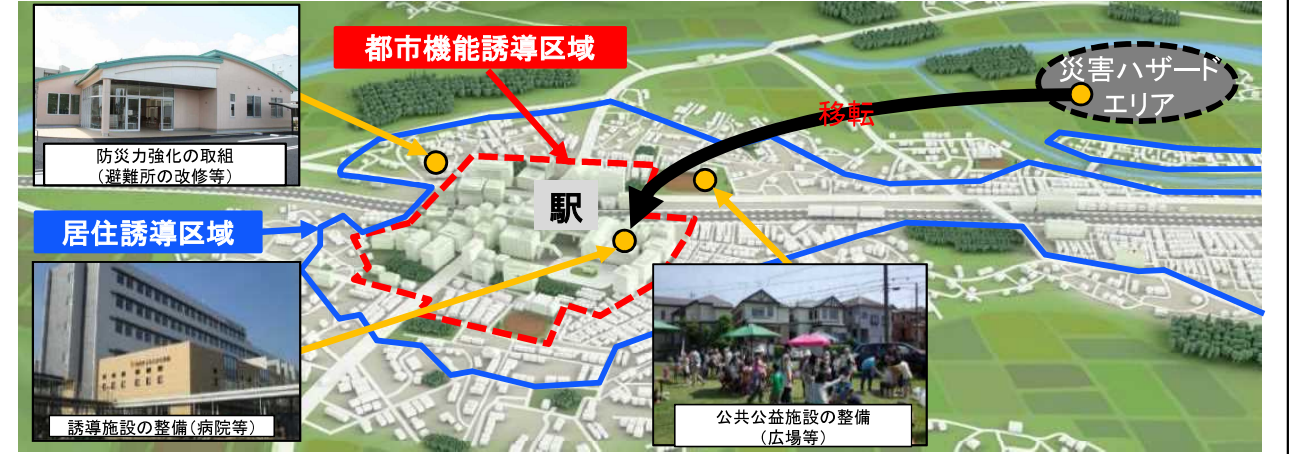 都市機能誘導区域
災害ハザード
エリア
移転
防災力強化の取組
(避難所の改修等)
駅
居住誘導区域
誘導施設の整備(病院等)
公共公益施設の整備
(広場等)